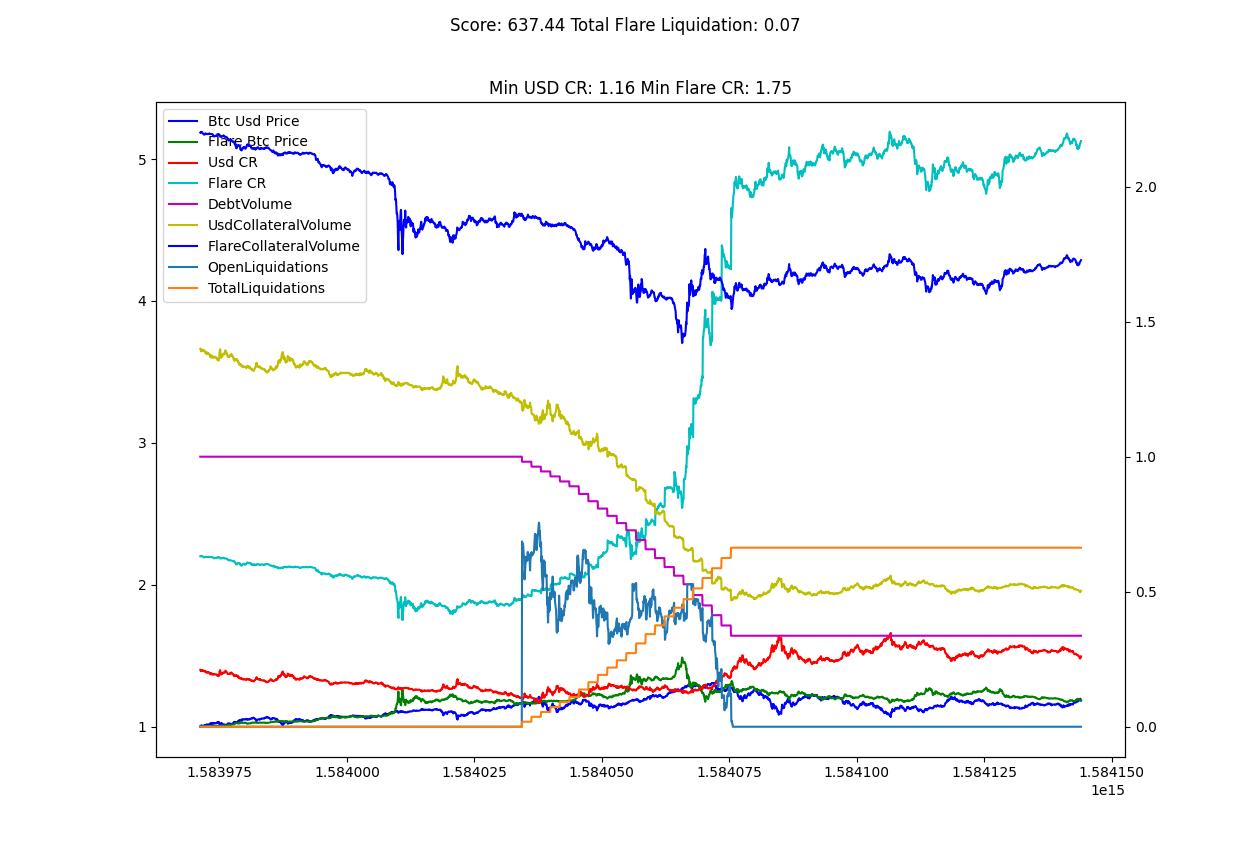 Score: 637.44 Total Flare Liquidation: 0.07
Min USD CR: 1.16 Min Flare CR: 1.75
Btc Usd Price
Flare Btc Price
Usd CR
Flare CR
DebtVolume
UsdCollateralVolume
FlareCollateralVolume
OpenLiquidations
TotalLiquidations
5
4
3
2
1
2.0
1.5
1.0
0.5
0.0
1.583975 1.584000 1.584025 1.584050 1.584075 1.584100 1.584125 1.584150
1e15